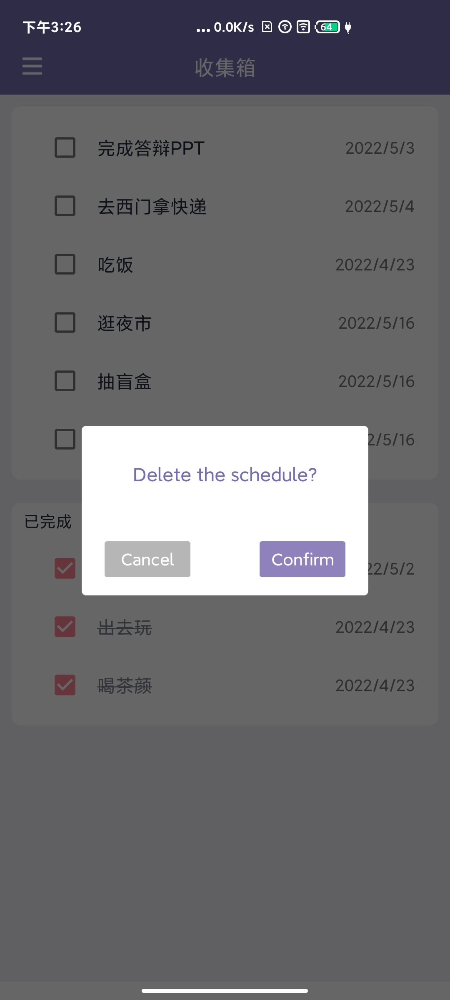 下午3:26 ... 0.0K/s 64
收集箱
完成答辩PPT 2022/5/3
去西门拿快递 2022/5/4
吃饭 2022/4/23
逛夜市 2022/5/16
抽盲盒 2022/5/16
2/5/16
Delete the schedule?
已完成
Cancel Confirm
22/5/2
出去玩 2022/4/23
喝茶颜 2022/4/23